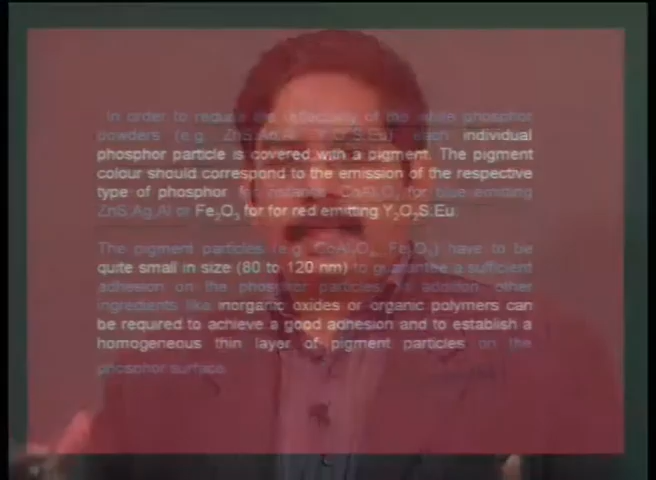 In order to reduce the reflectivity of the white phosphor
powders (e.g. ZnS:Ag,Al, Y₂O₂S:Eu) each individual
phosphor particle is covered with a pigment. The pigment
colour should correspond to the emission of the respective
type of phosphor for instance CoAl₂O₄ for blue emitting
ZnS:Ag,Al or Fe₂O₃ for for red emitting Y₂O₂S:Eu.
The pigment particles (e.g. CoAl₂O₄, Fe₂O₃) have to be
quite small in size (80 to 120 nm) to guarantee a sufficient
adhesion on the phosphor particles. In addition, other
ingredients like inorganic oxides or organic polymers can
be required to achieve a good adhesion and to establish a
homogeneous thin layer of pigment particles on the
phosphor surface.